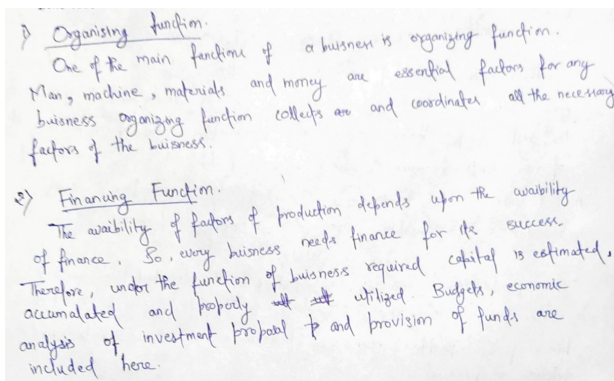 1) Organising function.
One of the main functions of a buisness is organizing function.
Man, machine, materials and money are essential factors for any
buisness organizing function collects and coordinates all the necessary
factors of the buisness.
2) Financing Function.
The avaibility of factors of production depends upon the avaibility
of finance. So, every buisness needs finance for its success.
Therefore, under the function of buisness required capital is estimated,
accumalated and properly utilized. Budgets, economic
analysis of investment proposal and provision of funds are
included here.